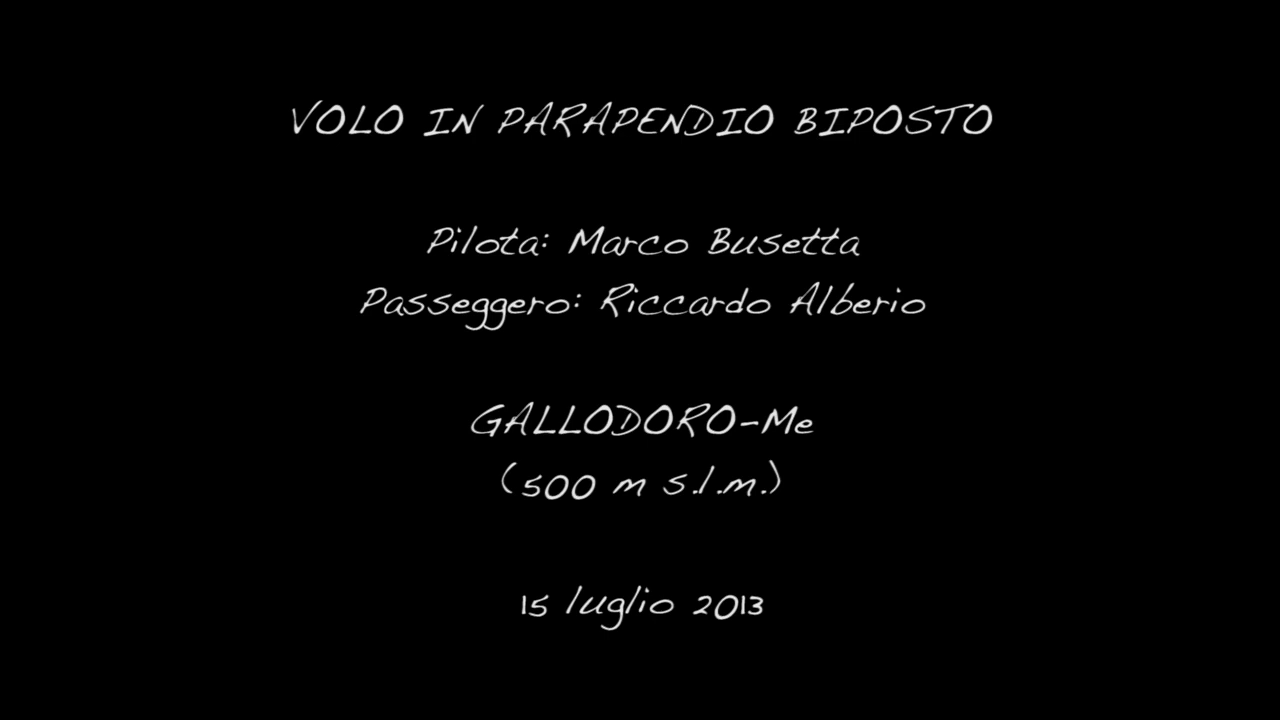 VOLO IN PARAPENDIO BIPOSTO
Pilota: Marco Busetta
Passeggero: Riccardo Alberio
GALLODORO-Me
(500 m s.l.m.)
15 luglio 2013